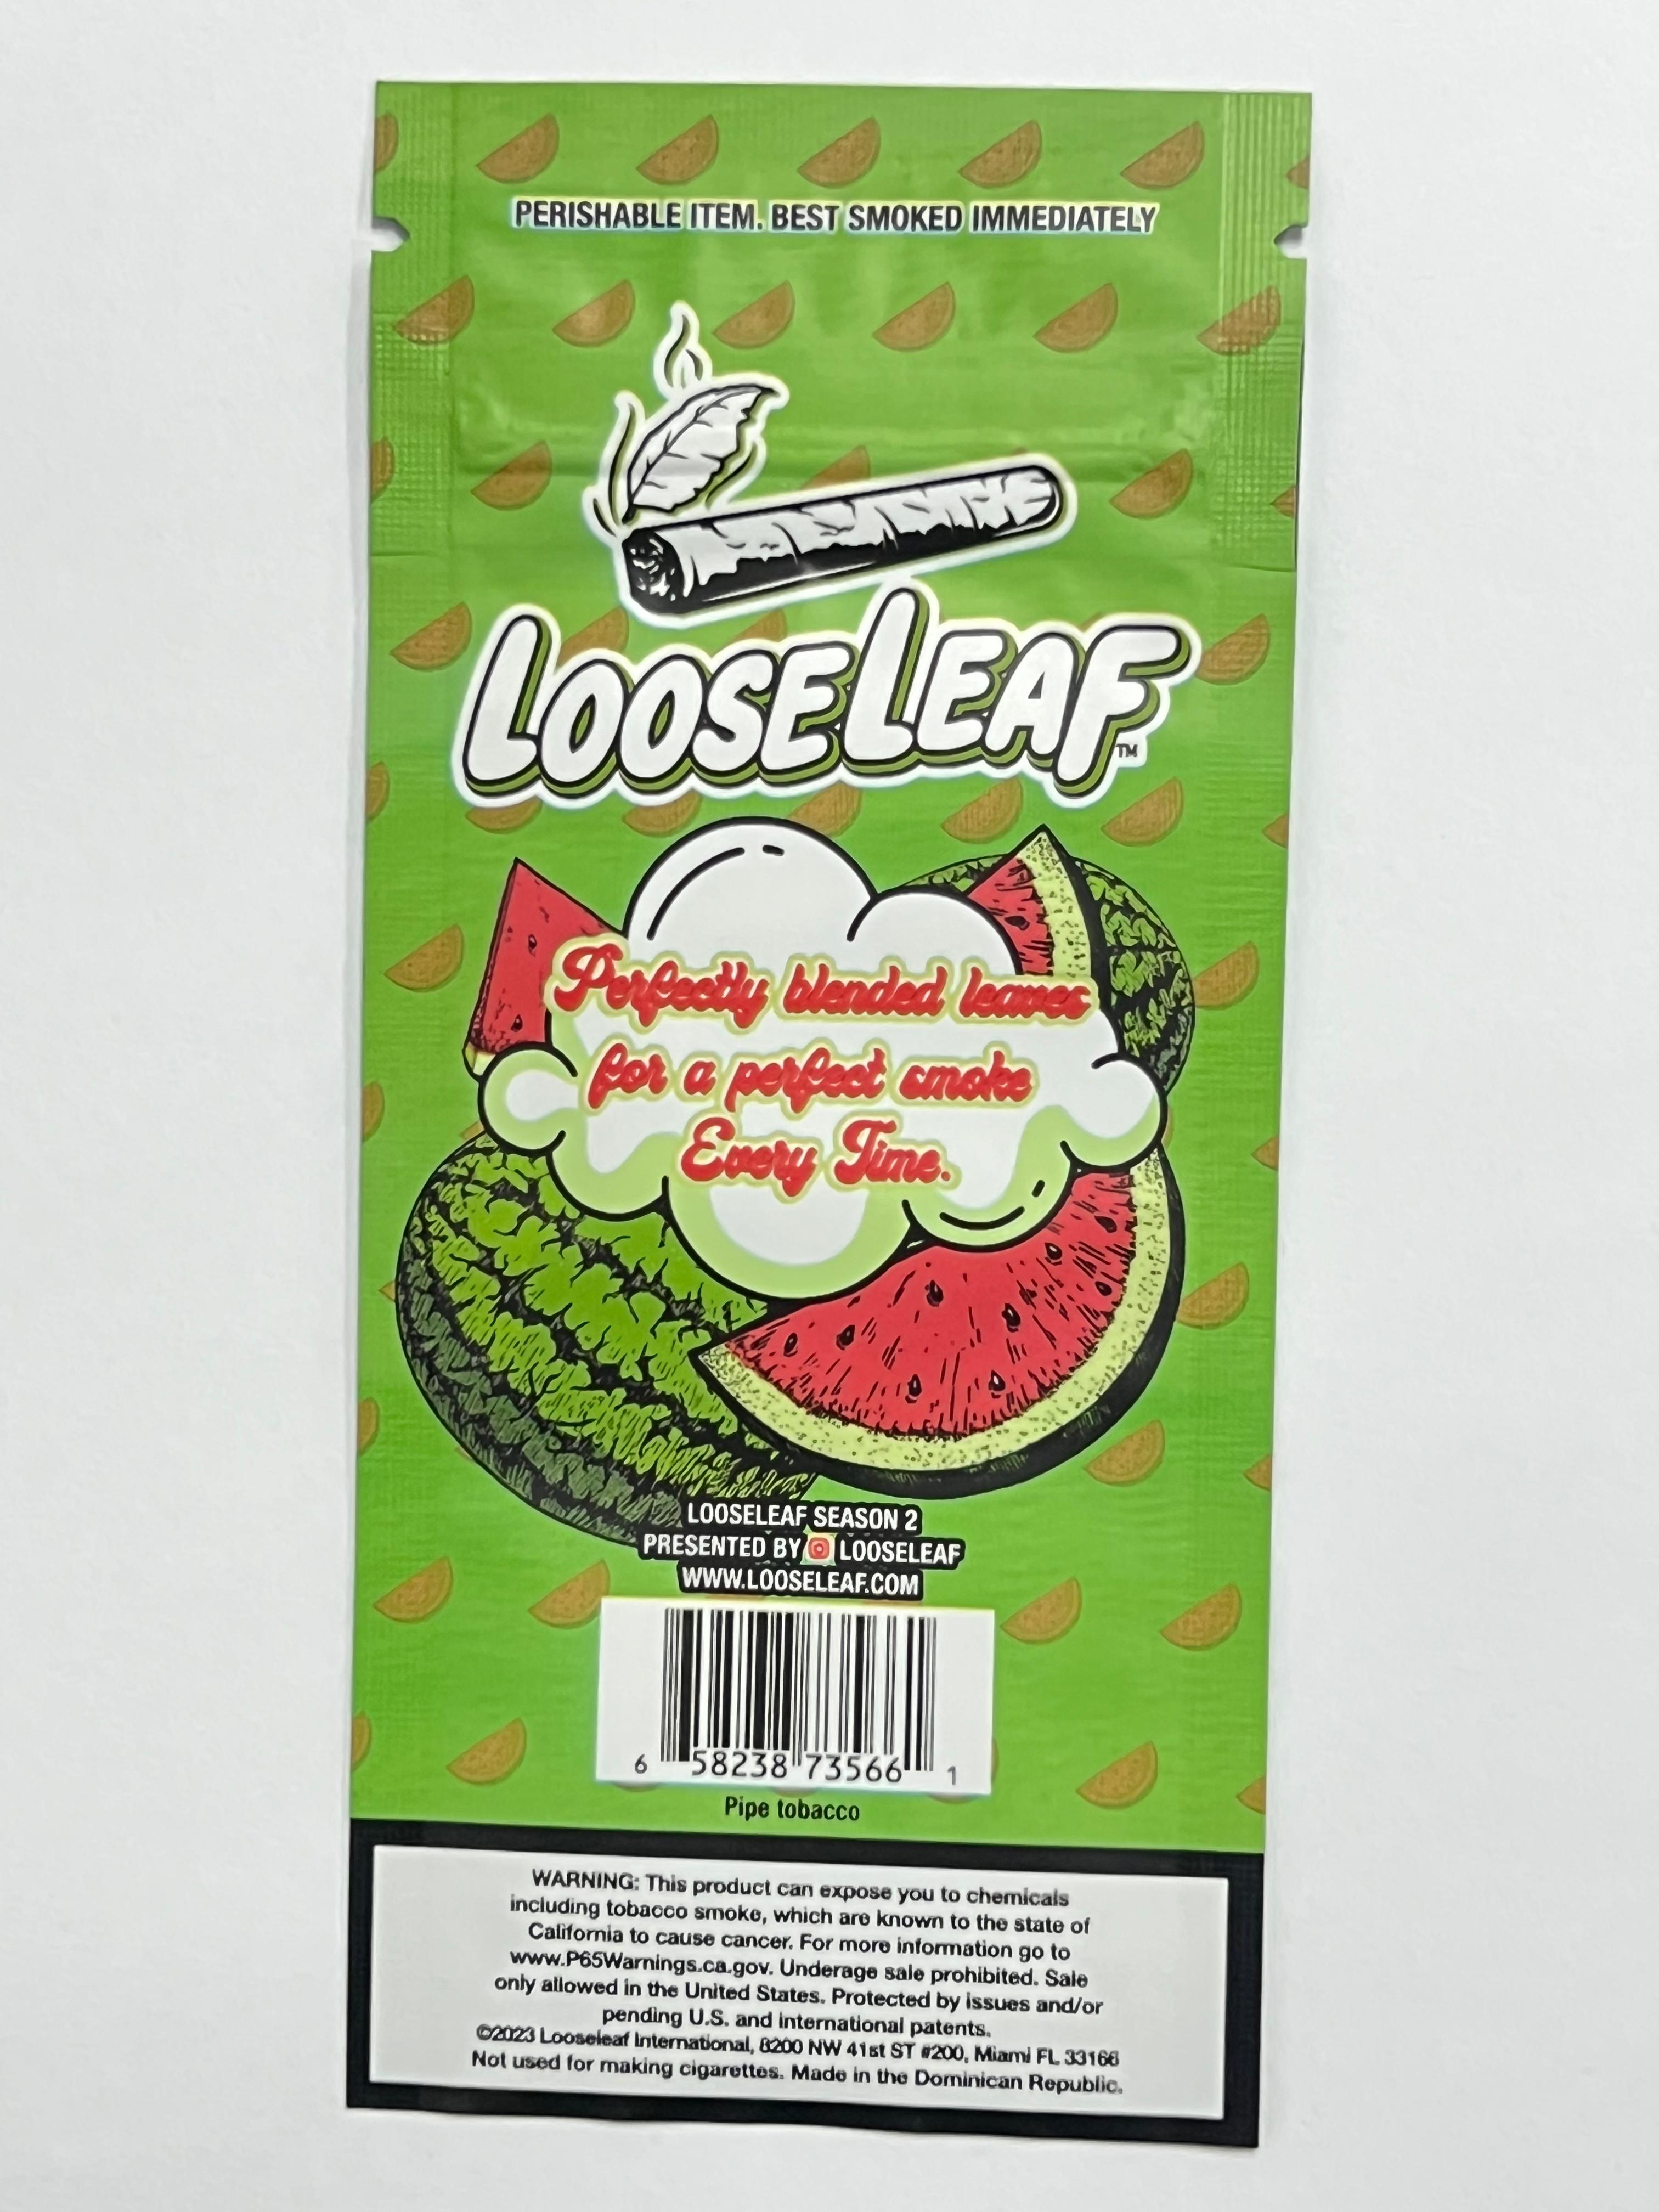 PERISHABLE ITEM. BEST SMOKED IMMEDIATELY
LOOSELEAF™
Perfectly blended leaves
for a perfect smoke
Every Time.
LOOSELEAF SEASON 2
PRESENTED BY LOOSELEAF
WWW.LOOSELEAF.COM
6 58238 73566 1
Pipe tobacco
WARNING: This product can expose you to chemicals
including tobacco smoke, which are known to the state of
California to cause cancer. For more information go to
www.P65Warnings.ca.gov. Underage sale prohibited. Sale
only allowed in the United States. Protected by issues and/or
pending U.S. and international patents.
©2023 Looseleaf International, 8200 NW 41st ST #200, Miami FL 33166
Not used for making cigarettes. Made in the Dominican Republic.